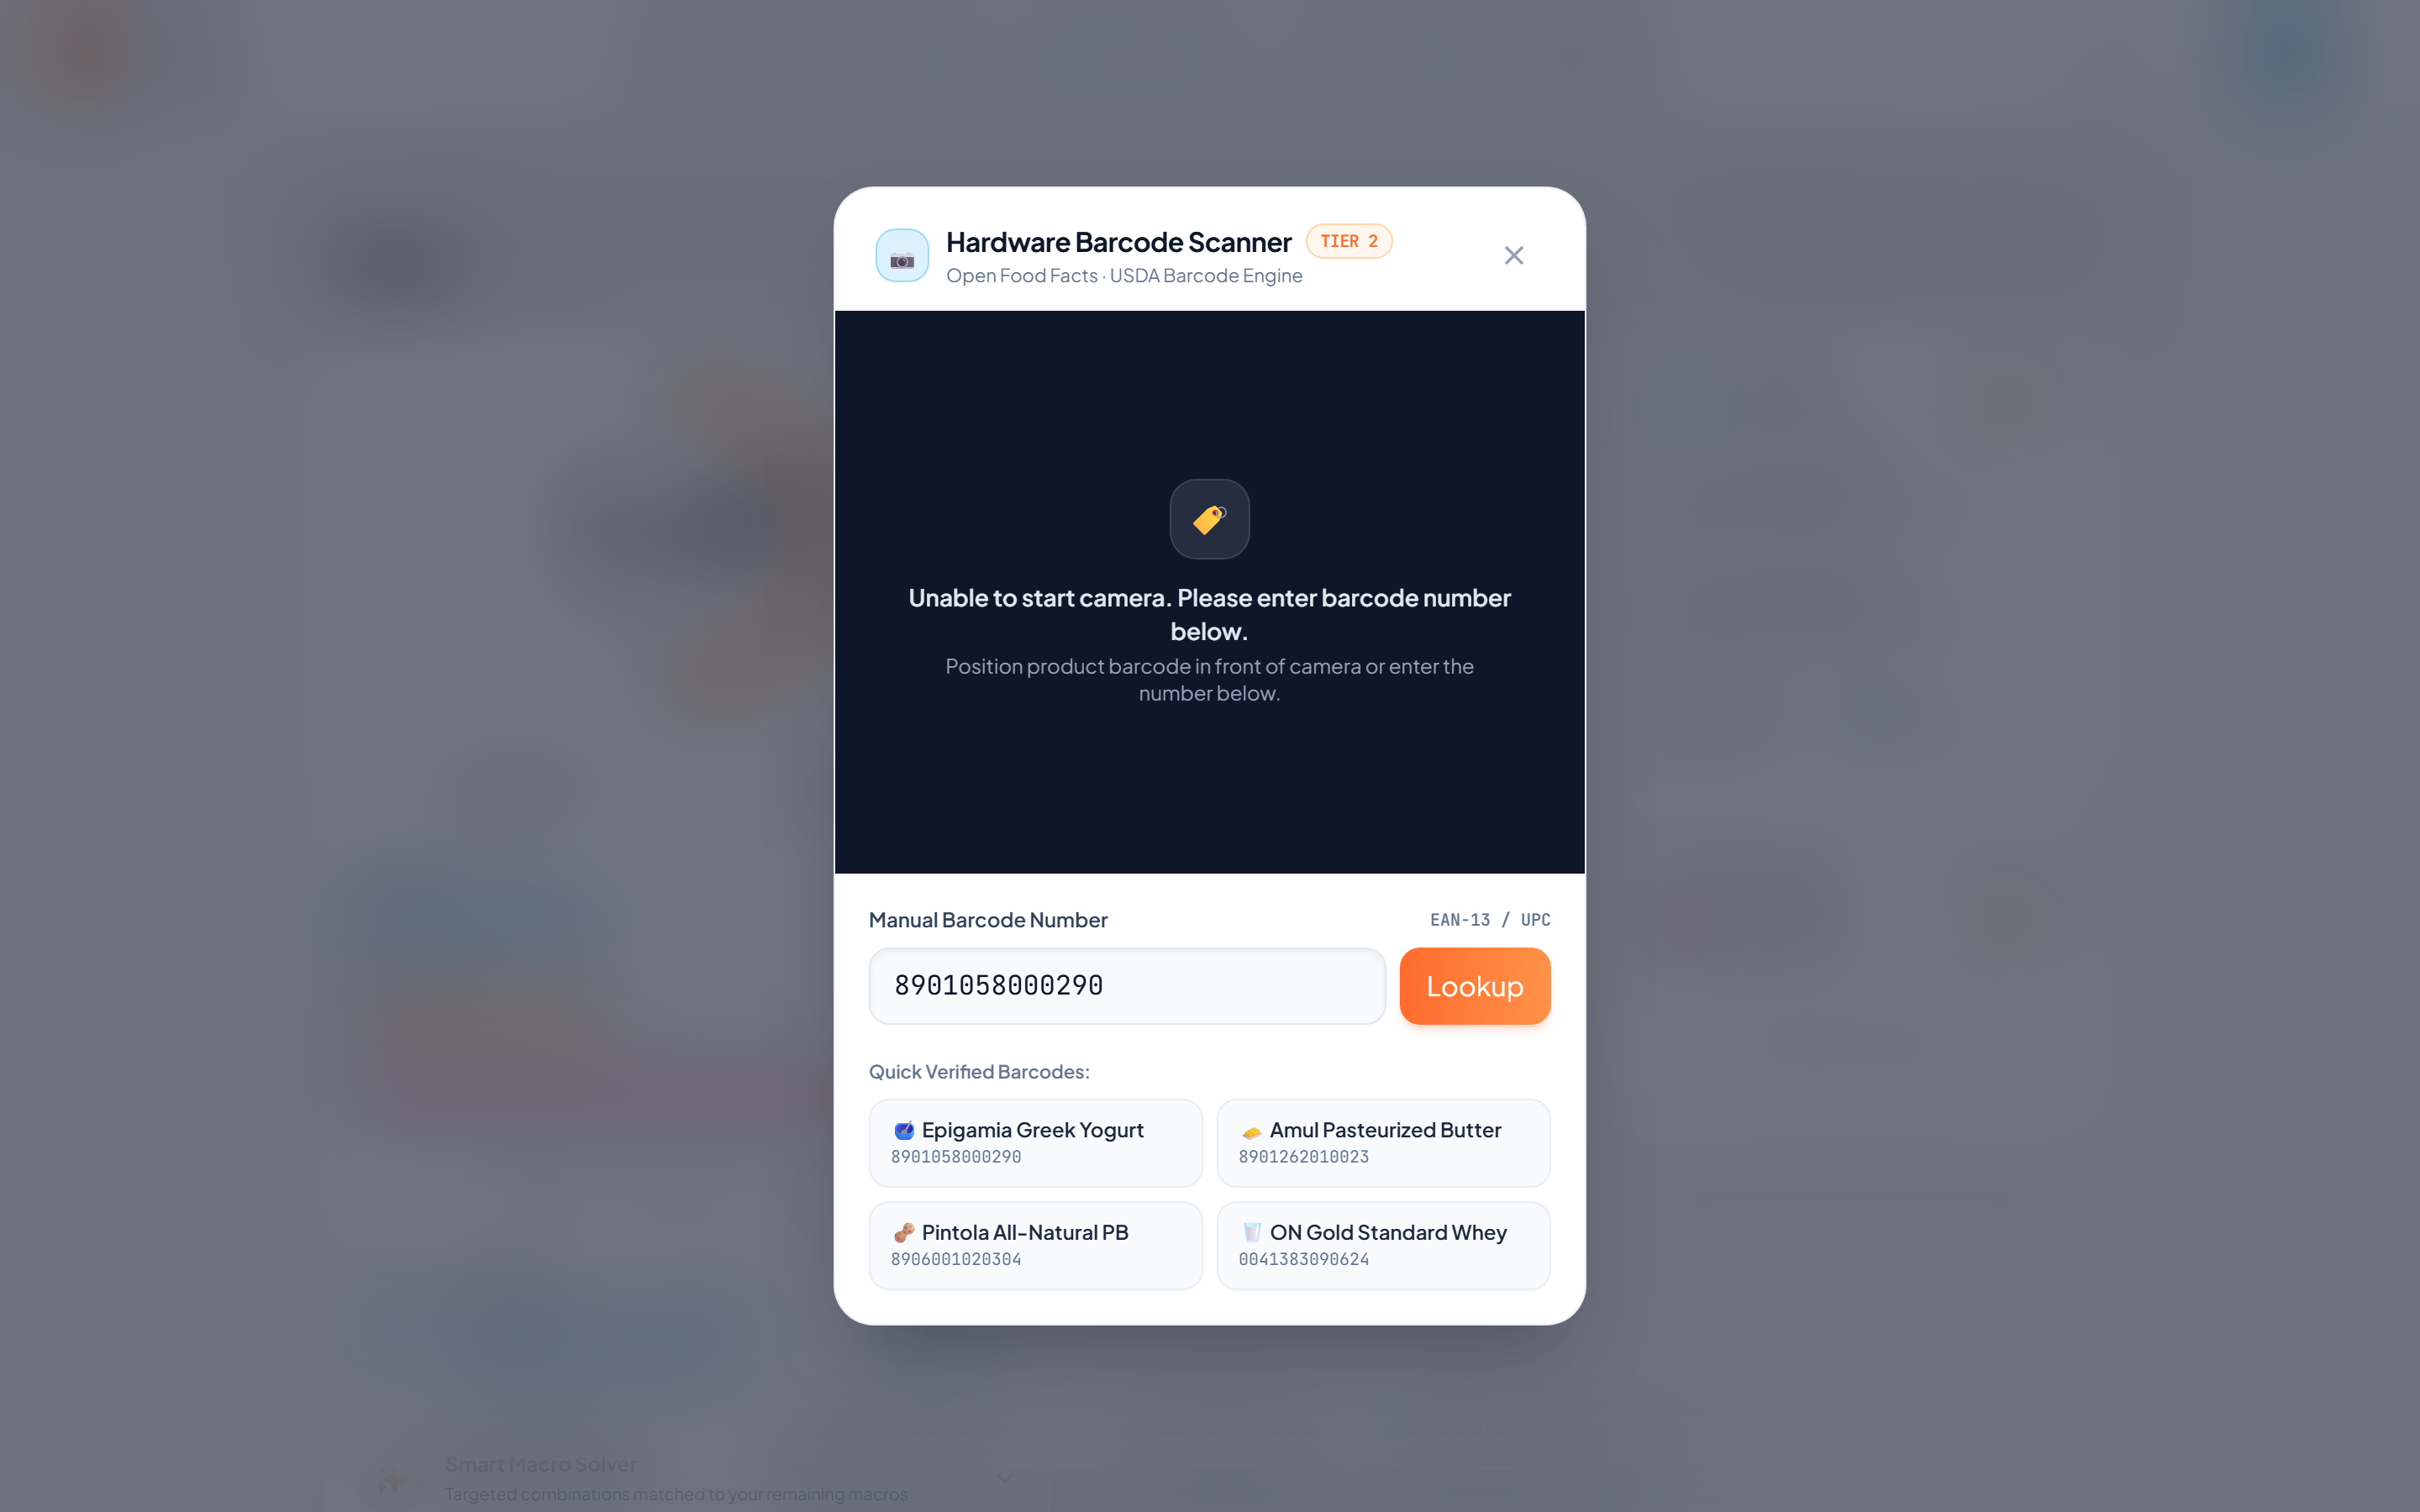 Hardware Barcode Scanner TIER 2
Open Food Facts · USDA Barcode Engine
Unable to start camera. Please enter barcode number
below.
Position product barcode in front of camera or enter the
number below.
Manual Barcode Number EAN-13 / UPC
8901058000290 Lookup
Quick Verified Barcodes:
Epigamia Greek Yogurt
8901058000290
Amul Pasteurized Butter
8901262010023
Pintola All-Natural PB
8906001020304
ON Gold Standard Whey
0041383090624
Smart Macro Solver
Targeted combinations matched to your remaining macros